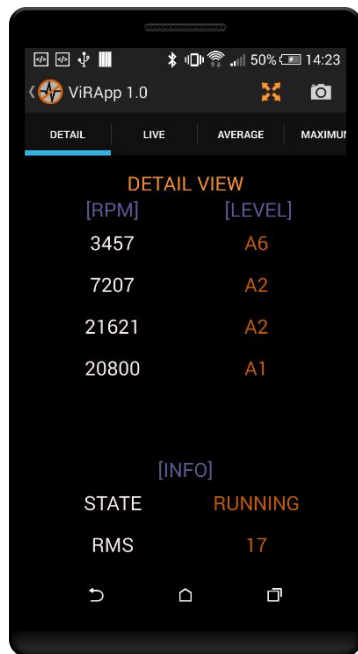 50% 14:23
ViRApp 1.0
DETAIL LIVE AVERAGE MAXIMU
DETAIL VIEW
[RPM] [LEVEL]
3457 A6
7207 A2
21621 A2
20800 A1
[INFO]
STATE RUNNING
RMS 17